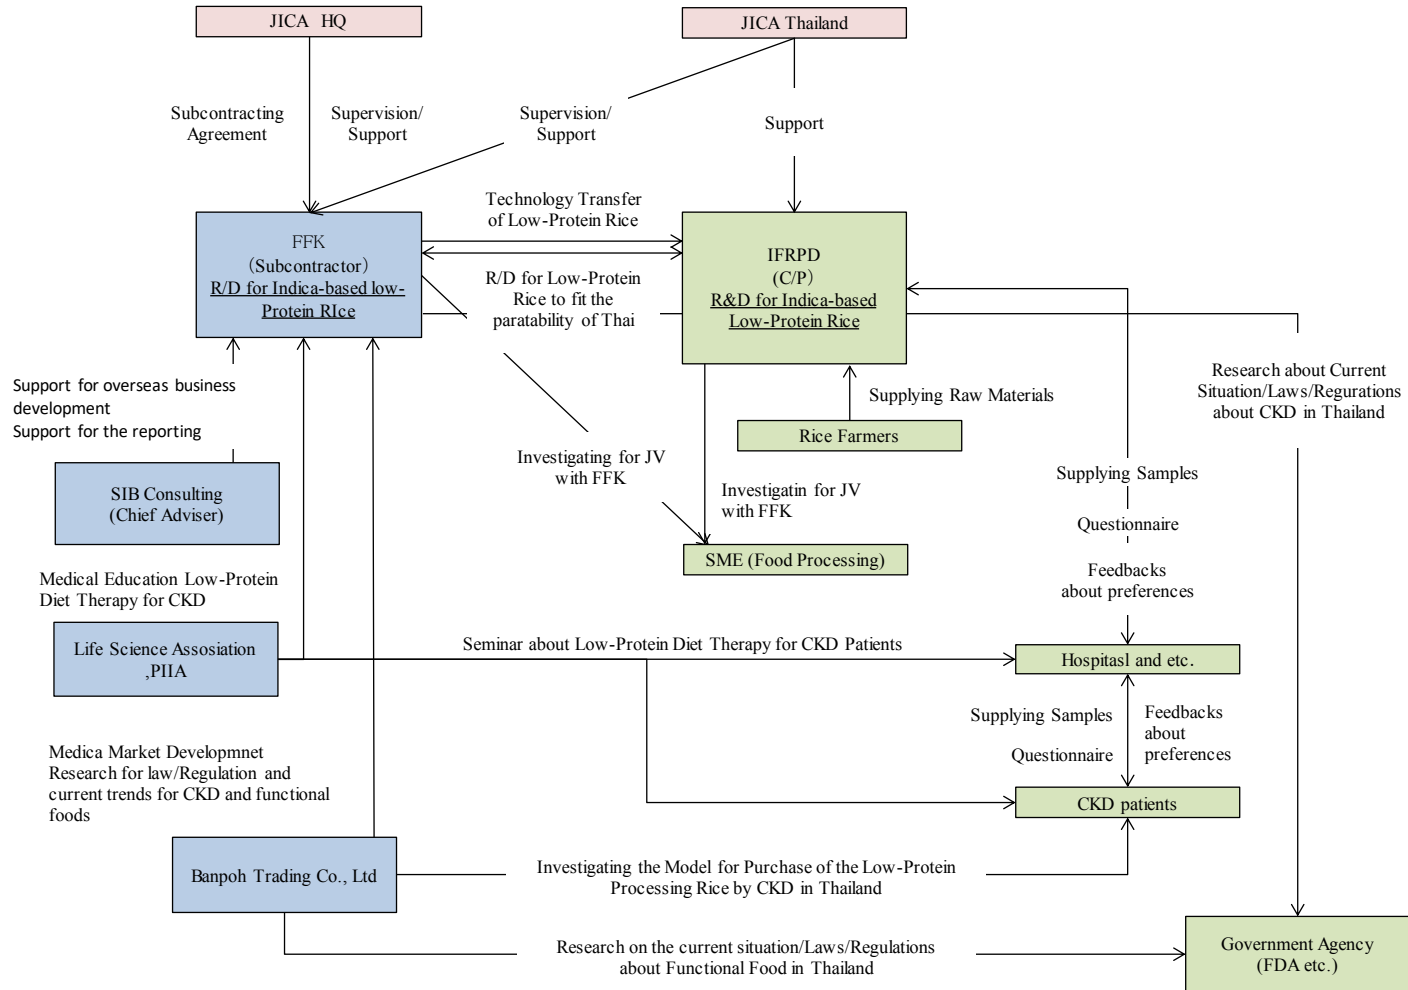 JICA HQ
JICA Thailand
Subcontracting
Agreement
Supervision/
Support
Supervision/
Support
Support
FFK
(Subcontractor)
R/D for Indica-based low-
Protein RIce
Technology Transfer
of Low-Protein Rice
R/D for Low-Protein
Rice to fit the
paratability of Thai
IFRPD
(C/P)
R&D for Indica-based
Low-Protein Rice
Research about Current
Situation/Laws/Regurations
about CKD in Thailand
Support for overseas business
development
Support for the reporting
Supplying Raw Materials
Rice Farmers
Investigating for JV
with FFK
Investigatin for JV
with FFK
Supplying Samples
Questionnaire
Feedbacks
about preferences
SIB Consulting
(Chief Adviser)
SME (Food Processing)
Medical Education Low-Protein
Diet Therapy for CKD
Life Science Assosiation
,PIIA
Seminar about Low-Protein Diet Therapy for CKD Patients
Hospitasl and etc.
Supplying Samples
Questionnaire
Feedbacks
about
preferences
Medica Market Developmnet
Research for law/Regulation and
current trends for CKD and functional
foods
CKD patients
Banpoh Trading Co., Ltd
Investigating the Model for Purchase of the Low-Protein
Processing Rice by CKD in Thailand
Research on the current situation/Laws/Regulations
about Functional Food in Thailand
Government Agency
(FDA etc.)